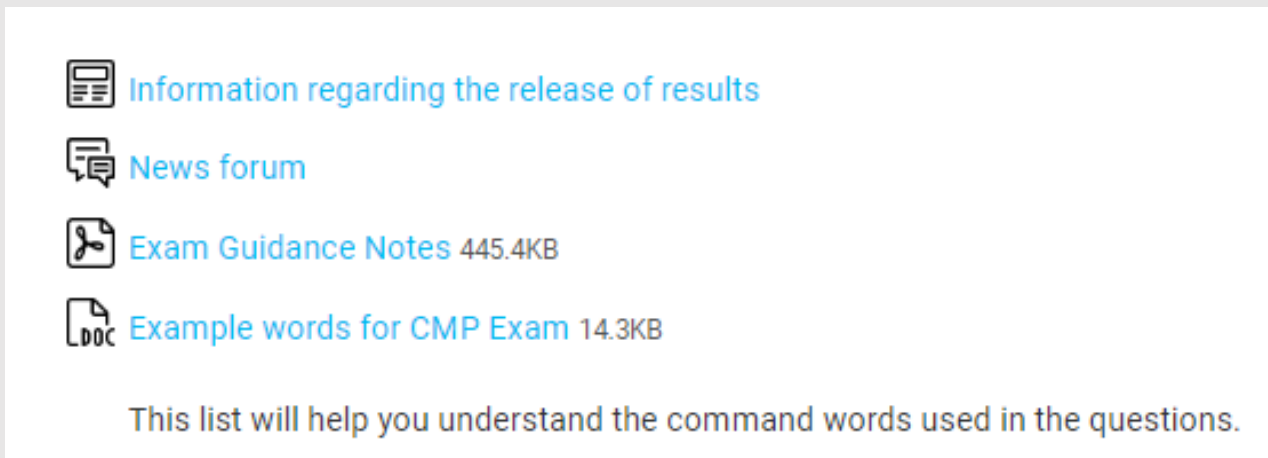 Information regarding the release of results
News forum
Exam Guidance Notes 445.4KB
DOC Example words for CMP Exam 14.3KB
This list will help you understand the command words used in the questions.